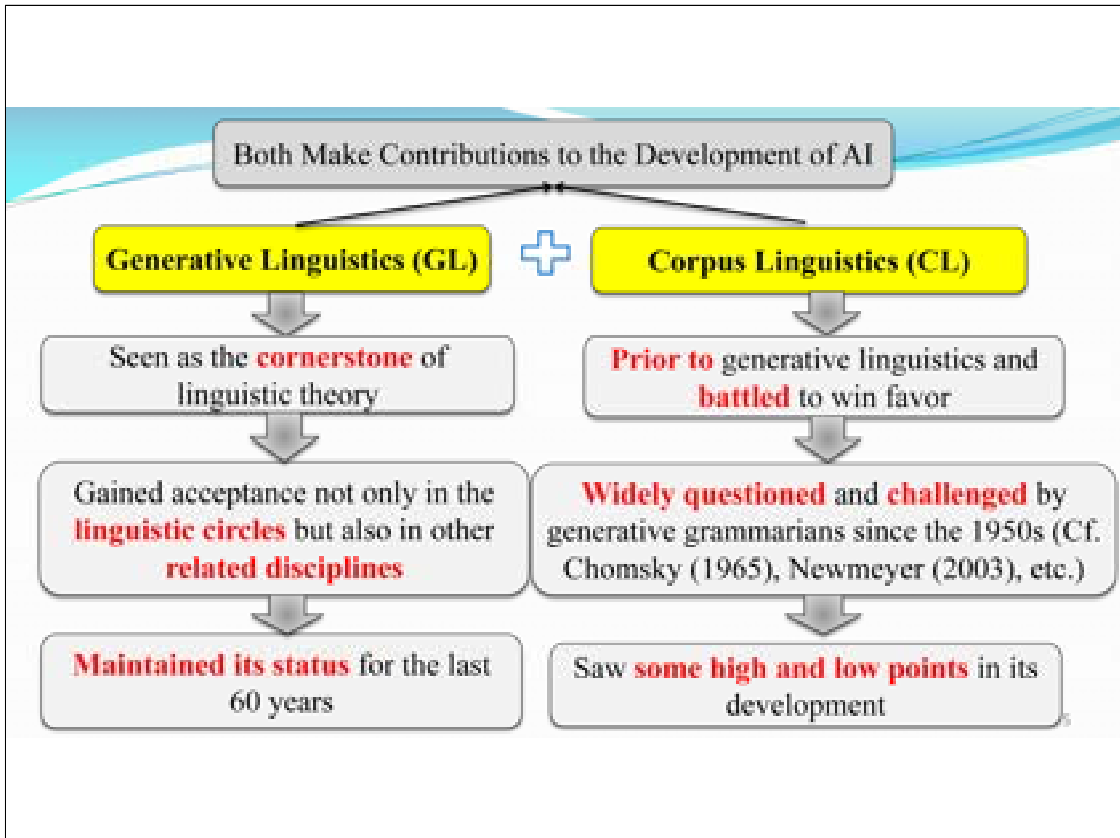 Both Make Contributions to the Development of AI
Generative Linguistics (GL)
Seen as the cornerstone of
linguistic theory
Gained acceptance not only in the
linguistic circles but also in other
related disciplines
Maintained its status for the last
60 years
Corpus Linguistics (CL)
Prior to generative linguistics and
battled to win favor
Widely questioned and challenged by
generative grammarians since the 1950s (Cf.
Chomsky (1965), Newmeyer (2003), etc.)
Saw some high and low points in its
development